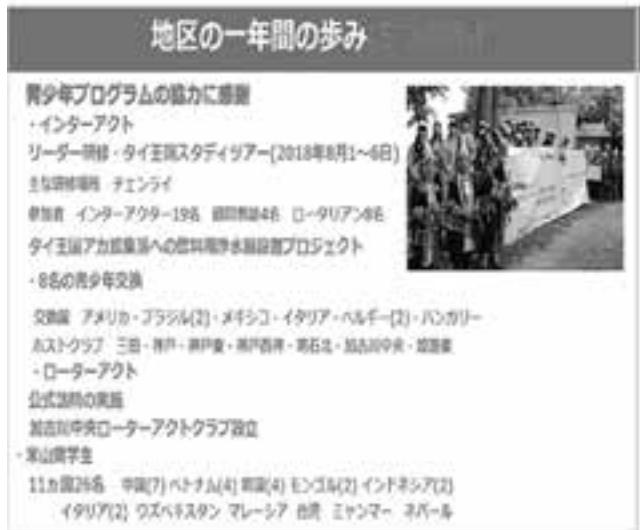 地区の一年間の歩み
青少年プログラムの協力に感謝
・インターアクト
リーダー研修・タイ王国スタディツアー(2018年8月1~6日)
主な研修場所 チェンライ
参加者 インターアクター19名 顧問教諭4名 ロータリアン8名
タイ王国アカ族集落への飲料用浄水器設置プロジェクト
・8名の青少年交換
交換国 アメリカ・ブラジル(2)・メキシコ・イタリア・ベルギー(2)・ハンガリー
ホストクラブ 三田・神戸・神戸東・神戸西神・明石北・加古川中央・姫路東
・ローターアクト
公式訪問の実施
加古川中央ローターアクトクラブ設立
・米山奨学生
11カ国26名 中国(7) ベトナム(4) 韓国(4) モンゴル(2) インドネシア(2)
イタリア(2) ウズベキスタン マレーシア 台湾 ミャンマー ネパール